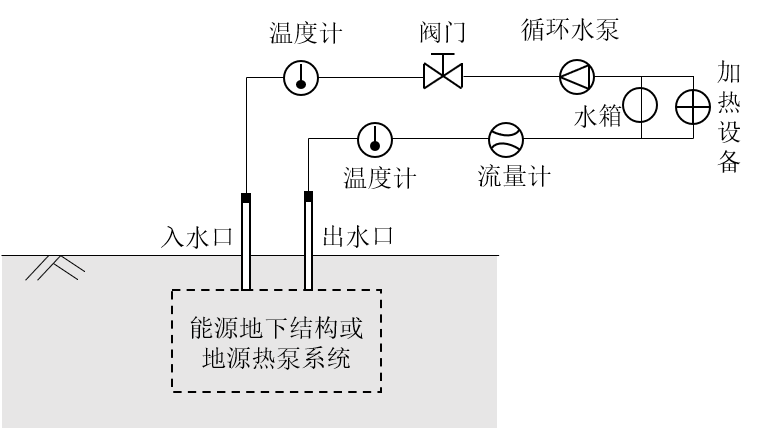 温度计
阀门
循环水泵
加热设备
水箱
温度计
流量计
入水口
出水口
能源地下结构或
地源热泵系统